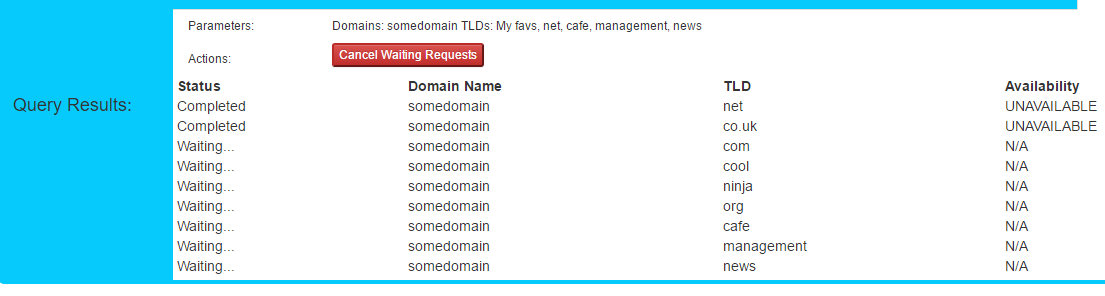 Parameters: Domains: somedomain TLDs: My favs, net, cafe, management, news
Actions: Cancel Waiting Requests
Query Results:
Status Domain Name TLD Availability
Completed somedomain net UNAVAILABLE
Completed somedomain co.uk UNAVAILABLE
Waiting... somedomain com N/A
Waiting... somedomain cool N/A
Waiting... somedomain ninja N/A
Waiting... somedomain org N/A
Waiting... somedomain cafe N/A
Waiting... somedomain management N/A
Waiting... somedomain news N/A